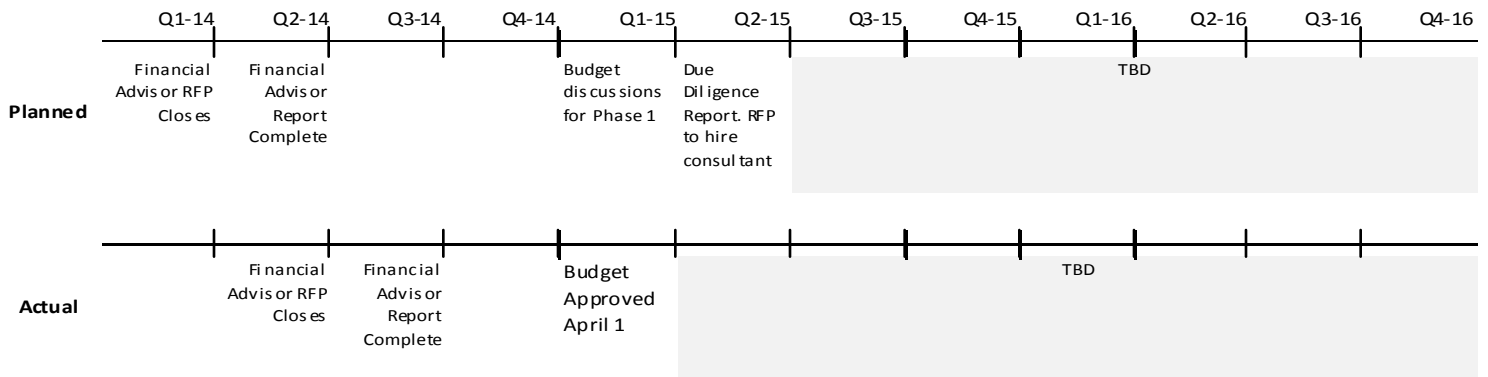 Q1-14 Q2-14 Q3-14 Q4-14 Q1-15 Q2-15 Q3-15 Q4-15 Q1-16 Q2-16 Q3-16 Q4-16
Planned
Financial
Advisor RFP
Closes
Financial
Advisor
Report
Complete
Budget
discussions
for Phase 1
Due
Diligence
Report. RFP
to hire
consultant
TBD
Actual
Financial
Advisor RFP
Closes
Financial
Advisor
Report
Complete
Budget
Approved
April 1
TBD